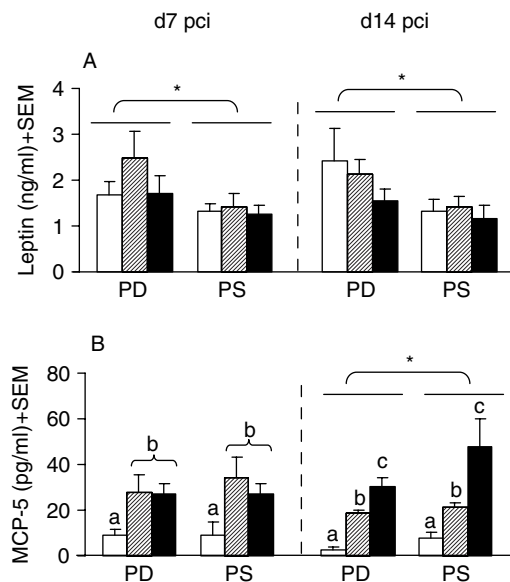 d7 pci d14 pci
A
* *
Leptin (ng/ml)+SEM
4
3
2
1
0
PD PS PD PS
B
*
MCP-5 (pg/ml)+SEM
80
60
40
20
0
a b a b a b c a b c
PD PS PD PS